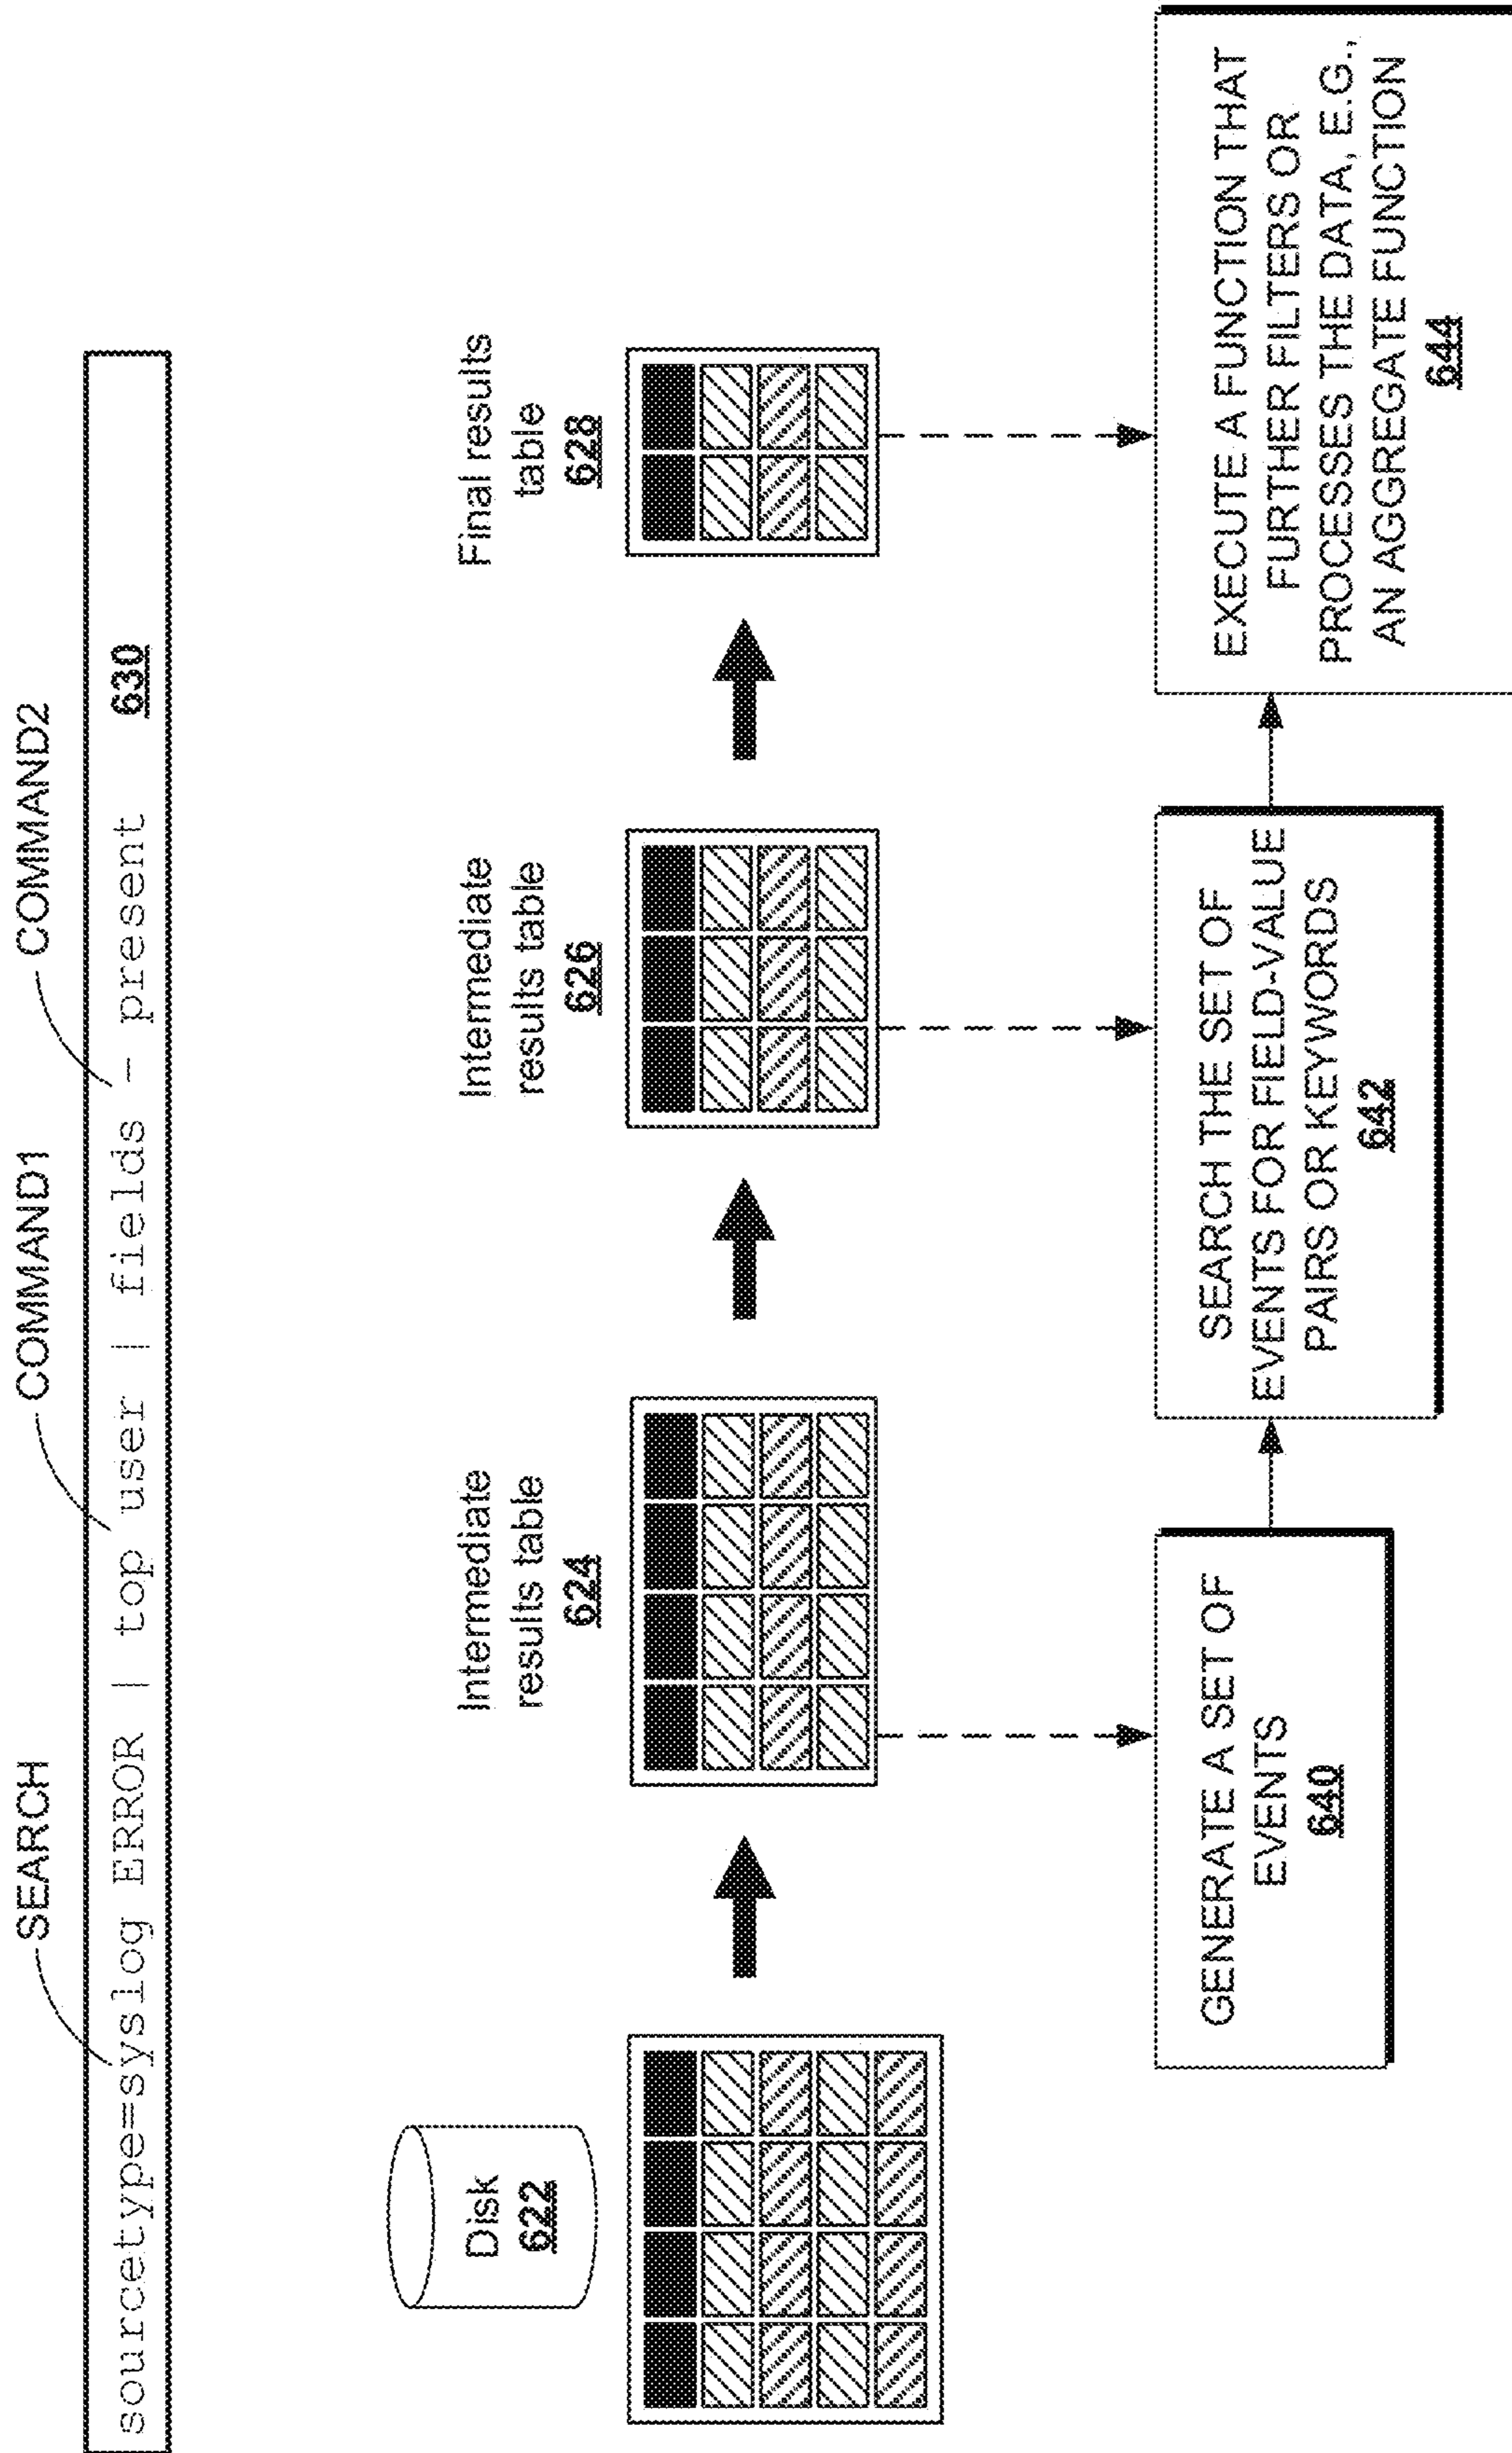 SEARCH
COMMAND1
COMMAND2
sourcetype=syslog ERROR | top user | fields – present 630
Disk
622
Intermediate
results table
624
Intermediate
results table
626
Final results
table
628
GENERATE A SET OF
EVENTS
640
SEARCH THE SET OF
EVENTS FOR FIELD-VALUE
PAIRS OR KEYWORDS
642
EXECUTE A FUNCTION THAT
FURTHER FILTERS OR
PROCESSES THE DATA, E.G.,
AN AGGREGATE FUNCTION
644